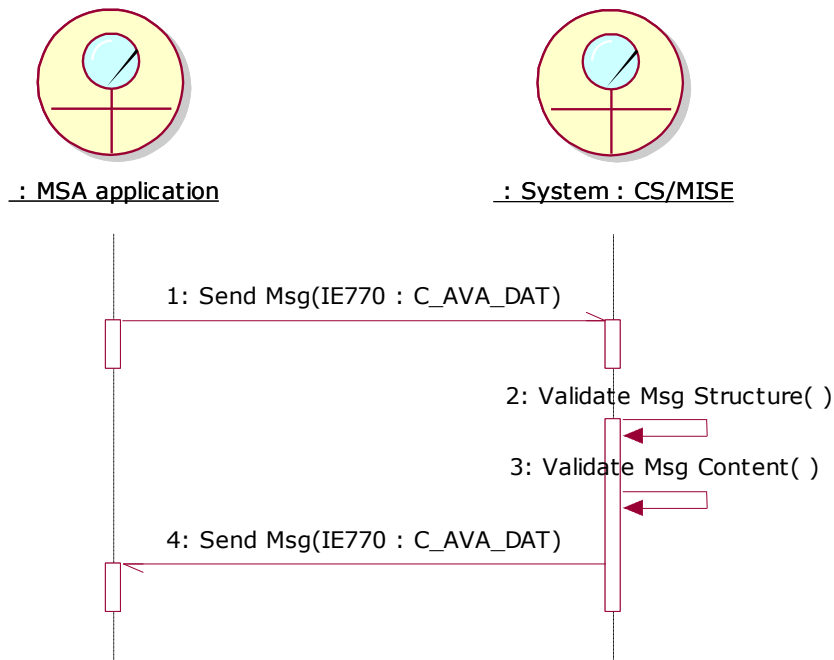 : MSA application
: System : CS/MISE
1: Send Msg(IE770 : C_AVA_DAT)
2: Validate Msg Structure( )
3: Validate Msg Content( )
4: Send Msg(IE770 : C_AVA_DAT)